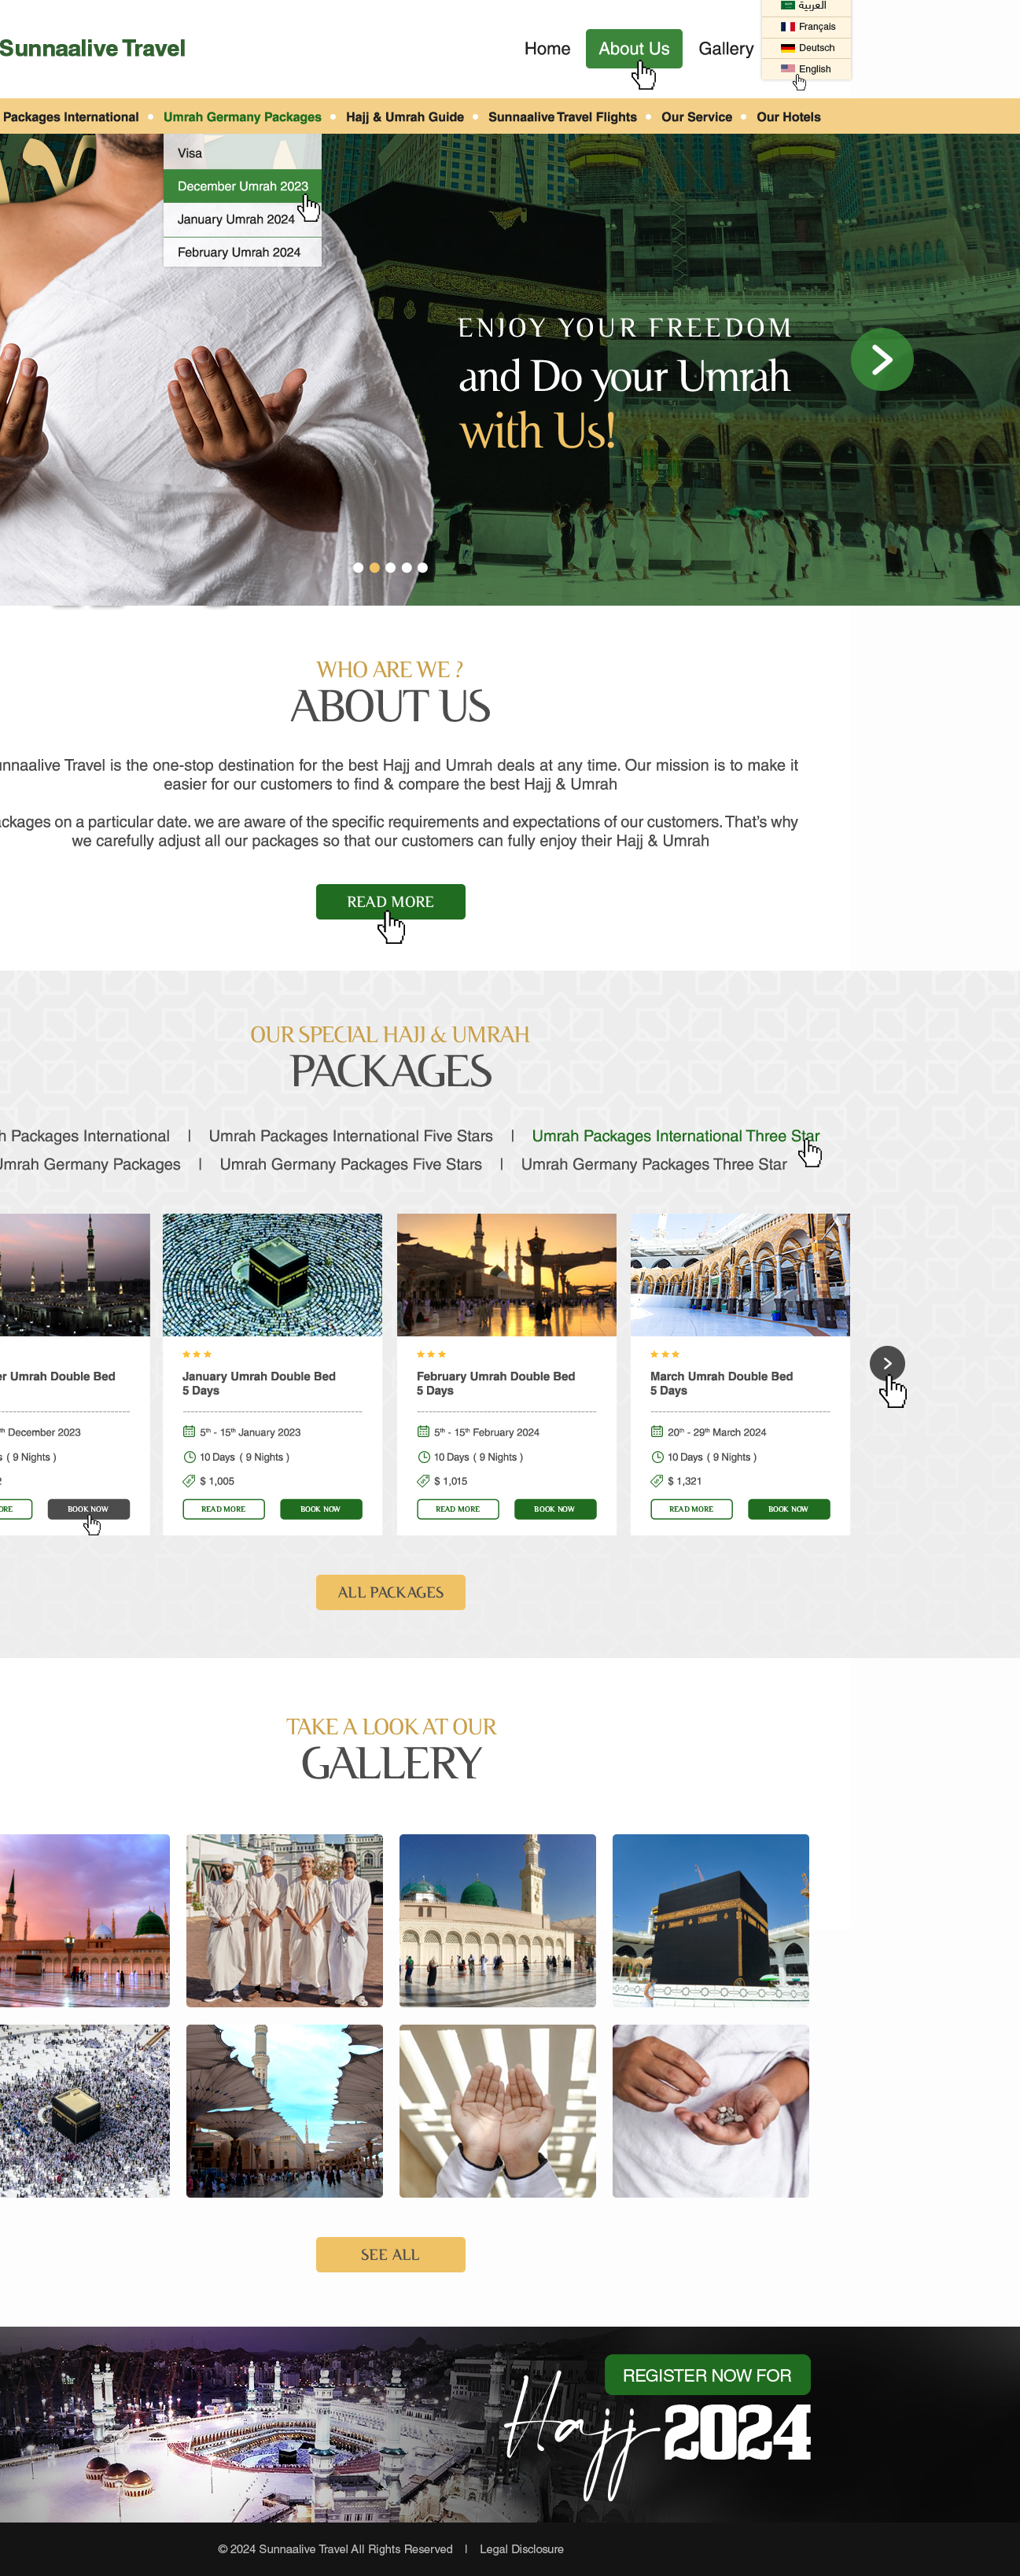 العربية
Français
Deutsch
English
Sunnaalive Travel
Home
About Us
Gallery
Packages International
Umrah Germany Packages
Hajj & Umrah Guide
Sunnaalive Travel Flights
Our Service
Our Hotels
Visa
December Umrah 2023
January Umrah 2024
February Umrah 2024
ENJOY YOUR FREEDOM
and Do your Umrah
with Us!
WHO ARE WE ?
ABOUT US
nnaalive Travel is the one-stop destination for the best Hajj and Umrah deals at any time. Our mission is to make it
easier for our customers to find & compare the best Hajj & Umrah
ckages on a particular date. we are aware of the specific requirements and expectations of our customers. That's why
we carefully adjust all our packages so that our customers can fully enjoy their Hajj & Umrah
READ MORE
OUR SPECIAL HAJJ & UMRAH
PACKAGES
h Packages International | Umrah Packages International Five Stars | Umrah Packages International Three Star
Umrah Germany Packages | Umrah Germany Packages Five Stars | Umrah Germany Packages Three Star
er Umrah Double Bed
th December 2023
s ( 9 Nights )
2
ORE
BOOK NOW
January Umrah Double Bed
5 Days
5th - 15th January 2023
10 Days ( 9 Nights )
$ 1,005
READ MORE
BOOK NOW
February Umrah Double Bed
5 Days
5th - 15th February 2024
10 Days ( 9 Nights )
$ 1,015
READ MORE
BOOK NOW
March Umrah Double Bed
5 Days
20th - 29th March 2024
10 Days ( 9 Nights )
$ 1,321
READ MORE
BOOK NOW
ALL PACKAGES
TAKE A LOOK AT OUR
GALLERY
SEE ALL
REGISTER NOW FOR
Hajj 2024
© 2024 Sunnaalive Travel All Rights Reserved | Legal Disclosure